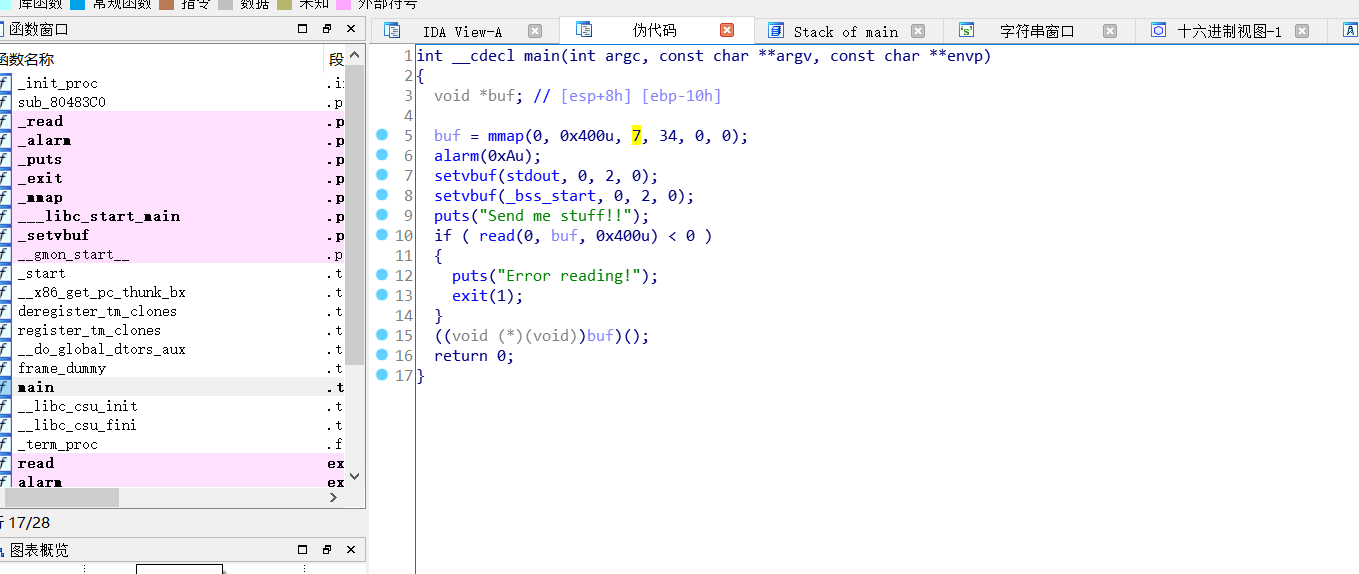 库函数 常规函数 指令 数据 未知 外部符号
函数窗口
IDA View-A 伪代码 Stack of main 字符串窗口 十六进制视图-1 A
函数名称 段
f _init_proc .i
f sub_80483C0 .p
f _read .p
f _alarm .p
f _puts .p
f _exit .p
f _mmap .p
f ___libc_start_main .p
f _setvbuf .p
f __gmon_start__ .p
f _start .t
f __x86_get_pc_thunk_bx .t
f deregister_tm_clones .t
f register_tm_clones .t
f __do_global_dtors_aux .t
f frame_dummy .t
f main .t
f __libc_csu_init .t
f __libc_csu_fini .t
f _term_proc .f
f read ex
f alarm ex
行 17/28
图表概览
1 int __cdecl main(int argc, const char **argv, const char **envp)
2 {
3 void *buf; // [esp+8h] [ebp-10h]
4
5 buf = mmap(0, 0x400u, 7, 34, 0, 0);
6 alarm(0xAu);
7 setvbuf(stdout, 0, 2, 0);
8 setvbuf(_bss_start, 0, 2, 0);
9 puts("Send me stuff!!");
10 if ( read(0, buf, 0x400u) < 0 )
11 {
12 puts("Error reading!");
13 exit(1);
14 }
15 ((void (*)(void))buf)();
16 return 0;
17 }